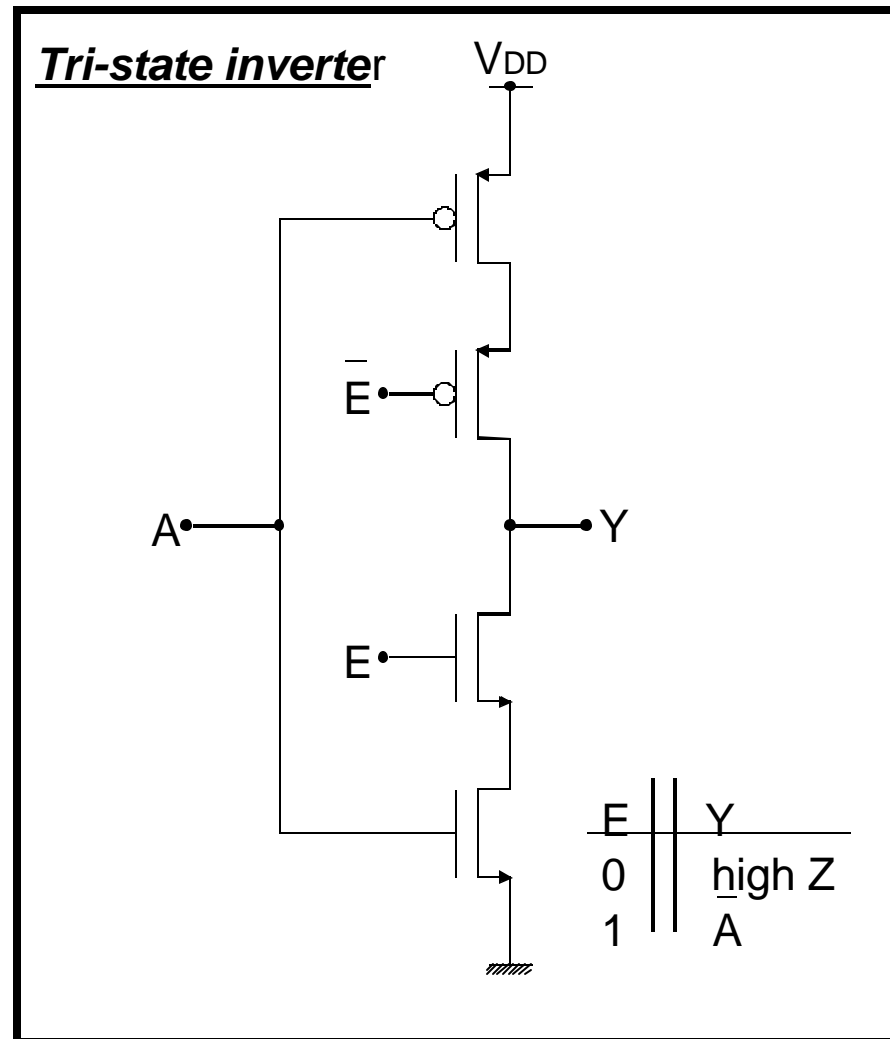 Tri-state inverter
VDD
E̅
A
Y
E
E Y
0 high Z
1 A̅